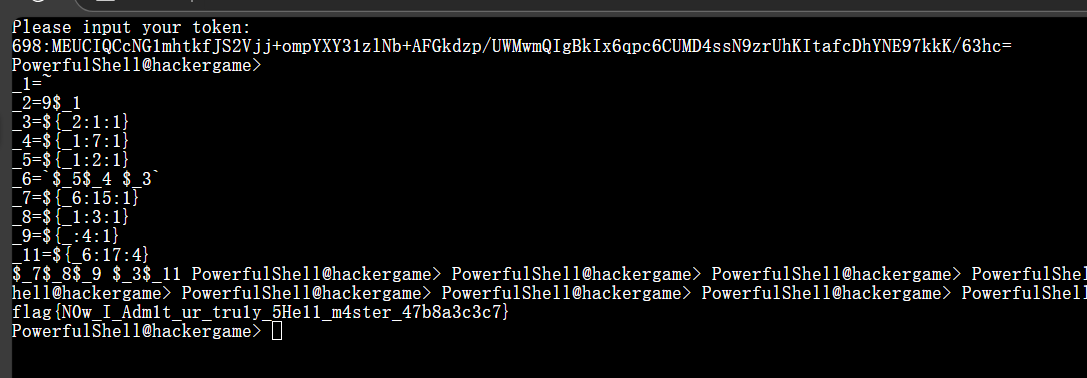 Please input your token:
698:MEUCIQCcNG1mhtkfJS2Vjj+ompYXY31zlNb+AFGkdzp/UWMwmQIgBkIx6qpc6CUMD4ssN9zrUhKItafcDhYNE97kkK/63hc=
PowerfulShell@hackergame>
_1=~
_2=9$_1
_3=${_2:1:1}
_4=${_1:7:1}
_5=${_1:2:1}
_6=`$_5$_4 $_3`
_7=${_6:15:1}
_8=${_1:3:1}
_9=${_:4:1}
_11=${_6:17:4}
$_7$_8$_9 $_3$_11 PowerfulShell@hackergame> PowerfulShell@hackergame> PowerfulShell@hackergame> PowerfulShel
hell@hackergame> PowerfulShell@hackergame> PowerfulShell@hackergame> PowerfulShell@hackergame> Powerful
flag{N0w_I_Adm1t_ur_tru1y_5He11_m4ster_47b8a3c3c7}
PowerfulShell@hackergame>